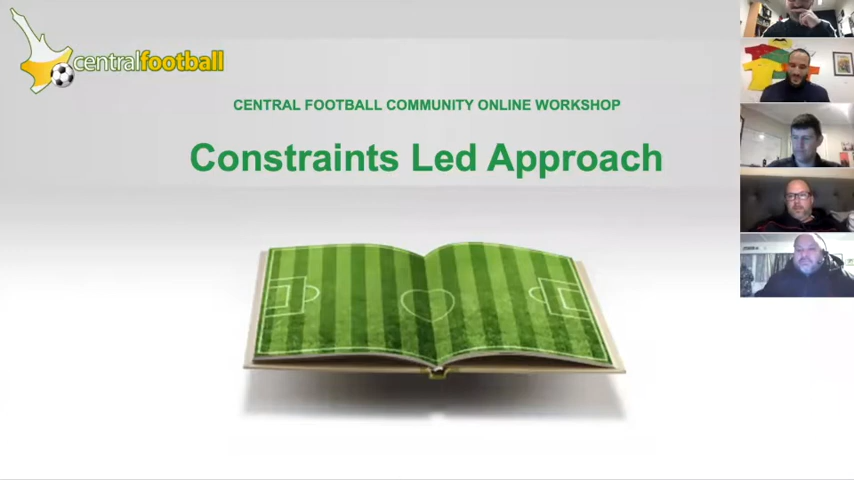 centralfootball
CENTRAL FOOTBALL COMMUNITY ONLINE WORKSHOP
Constraints Led Approach